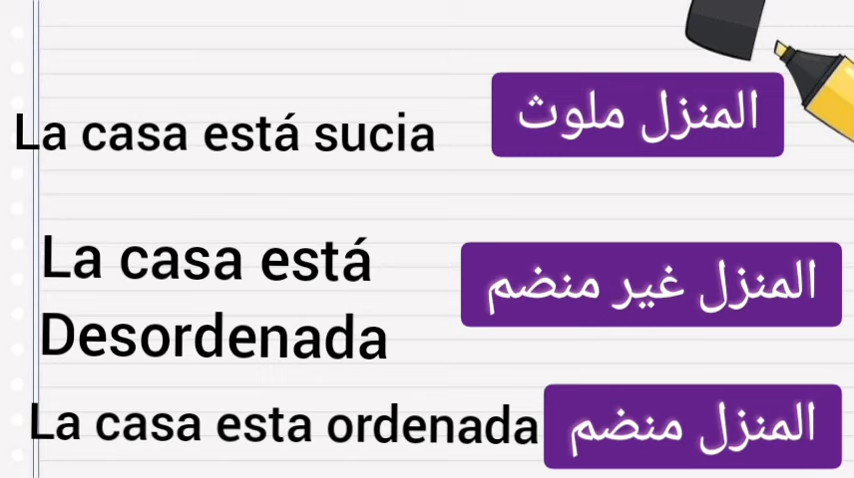 La casa está sucia
المنزل ملوث
La casa está
Desordenada
المنزل غير منضم
La casa esta ordenada
المنزل منضم